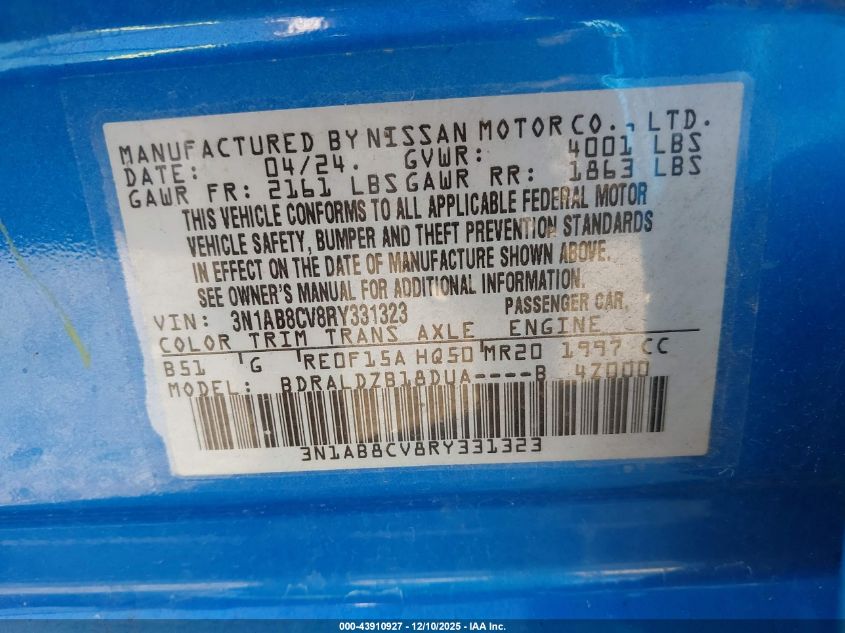 MANUFACTURED BY NISSAN MOTOR CO., LTD.
DATE: 04/24. GVWR: 4001 LBS
GAWR FR: 2161 LBS GAWR RR: 1863 LBS
THIS VEHICLE CONFORMS TO ALL APPLICABLE FEDERAL MOTOR
VEHICLE SAFETY, BUMPER AND THEFT PREVENTION STANDARDS
IN EFFECT ON THE DATE OF MANUFACTURE SHOWN ABOVE.
SEE OWNER'S MANUAL FOR ADDITIONAL INFORMATION.
VIN: 3N1AB8CV8RY331323 PASSENGER CAR.
COLOR TRIM TRANS AXLE ENGINE
B51 G RE0F15A HQ50 MR20 1997 CC
MODEL: BDRALDZB18DUA----B 4Z000
3N1AB8CV8RY331323
000-43910927 - 12/10/2025 - IAA Inc.